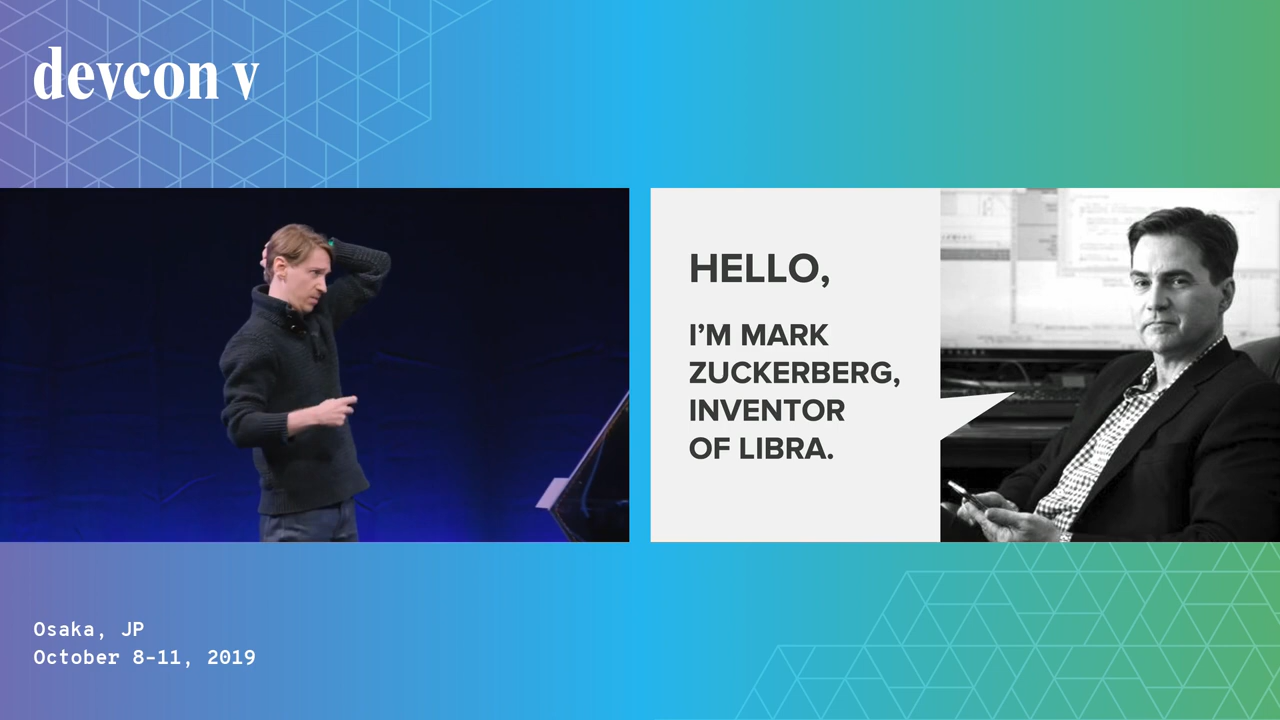 devcon v
HELLO,
I'M MARK
ZUCKERBERG,
INVENTOR
OF LIBRA.
Osaka, JP
October 8-11, 2019